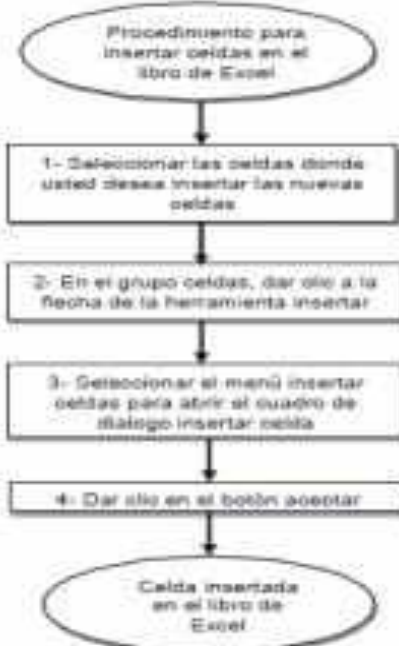 Procedimiento para
insertar celdas en el
libro de Excel
1- Seleccionar las celdas donde
usted desea insertar las nuevas
celdas
2- En el grupo celdas, dar clic a la
flecha de la herramienta insertar
3- Seleccionar el menú insertar
celdas para abrir el cuadro de
dialogo insertar celda
4- Dar clic en el botón aceptar
Celda insertada
en el libro de
Excel